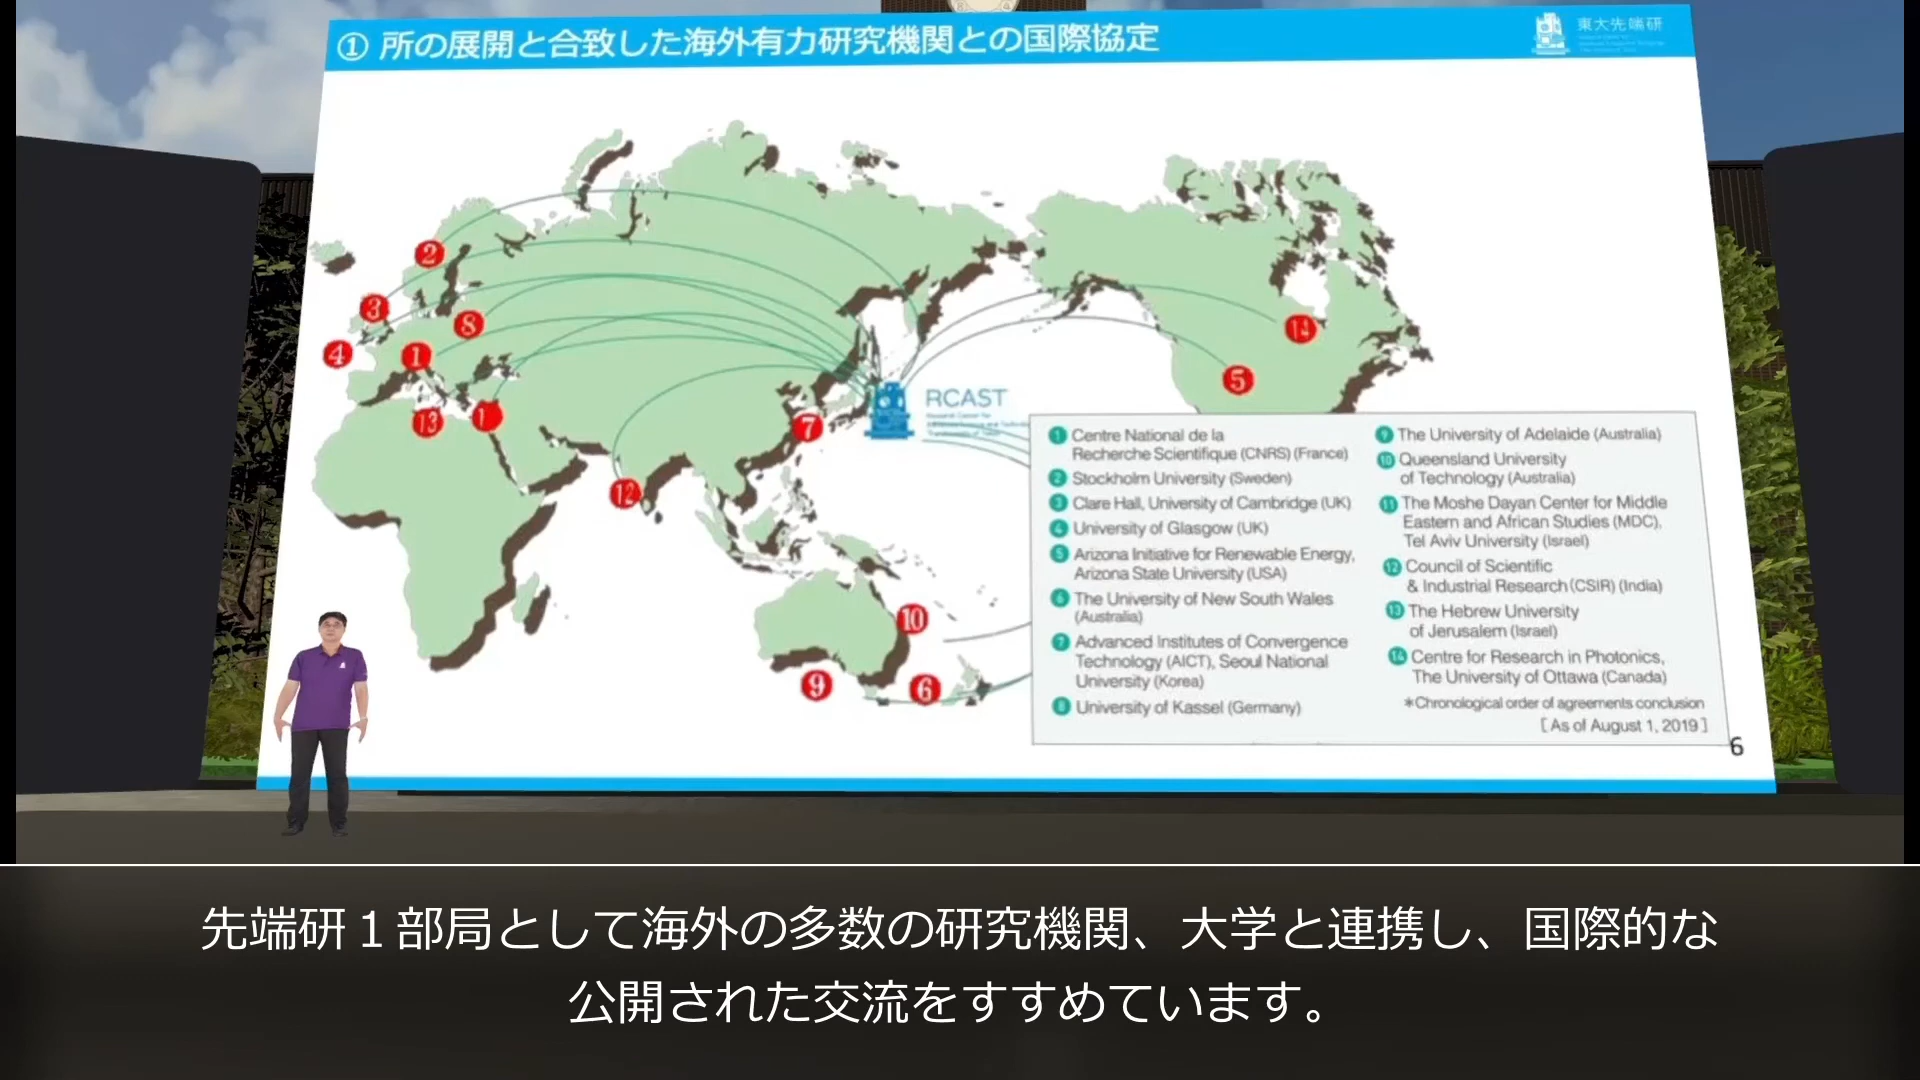 ① 所の展開と合致した海外有力研究機関との国際協定
東大先端研
2
3
8
4
1
13
1
7
12
10
9
6
14
5
RCAST
1 Centre National de la
Recherche Scientifique (CNRS) (France)
2 Stockholm University (Sweden)
3 Clare Hall, University of Cambridge (UK)
4 University of Glasgow (UK)
5 Arizona Initiative for Renewable Energy,
Arizona State University (USA)
6 The University of New South Wales
(Australia)
7 Advanced Institutes of Convergence
Technology (AICT), Seoul National
University (Korea)
8 University of Kassel (Germany)
9 The University of Adelaide (Australia)
10 Queensland University
of Technology (Australia)
11 The Moshe Dayan Center for Middle
Eastern and African Studies (MDC),
Tel Aviv University (Israel)
12 Council of Scientific
& Industrial Research (CSIR) (India)
13 The Hebrew University
of Jerusalem (Israel)
14 Centre for Research in Photonics,
The University of Ottawa (Canada)
*Chronological order of agreements conclusion
[ As of August 1, 2019 ]
6
先端研１部局として海外の多数の研究機関、大学と連携し、国際的な
公開された交流をすすめています。